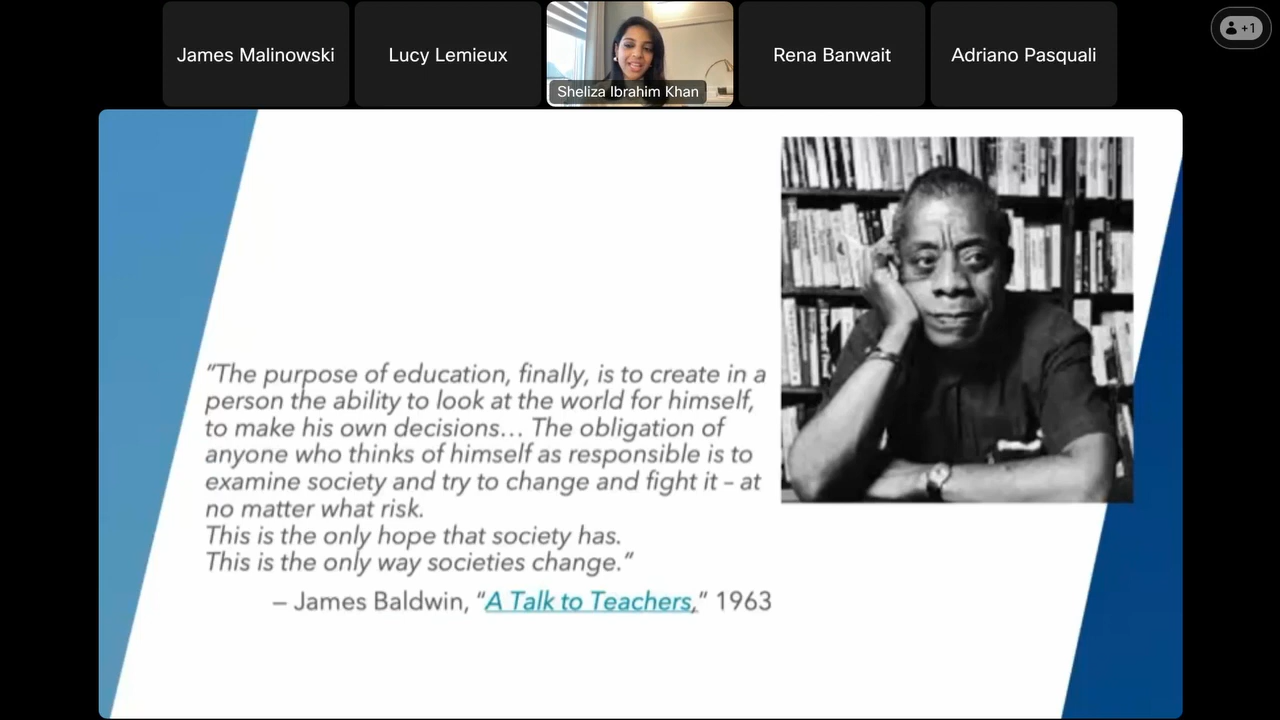 James Malinowski
Lucy Lemieux
Sheliza Ibrahim Khan
Rena Banwait
Adriano Pasquali
+1
"The purpose of education, finally, is to create in a
person the ability to look at the world for himself,
to make his own decisions… The obligation of
anyone who thinks of himself as responsible is to
examine society and try to change and fight it – at
no matter what risk.
This is the only hope that society has.
This is the only way societies change."
– James Baldwin, "A Talk to Teachers," 1963